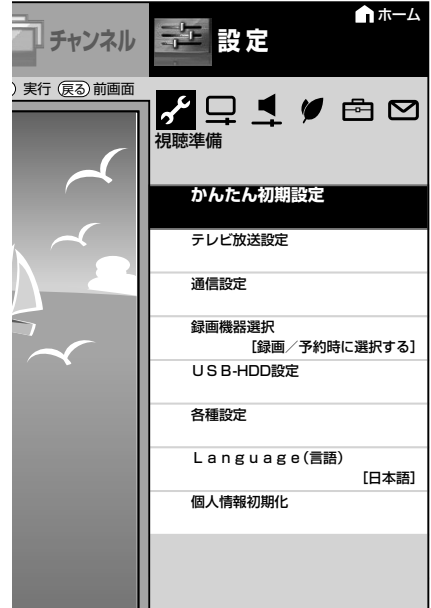 ホーム
チャンネル
設定
実行 戻る 前画面
視聴準備
かんたん初期設定
テレビ放送設定
通信設定
録画機器選択
［録画／予約時に選択する］
ＵＳＢ-HDD設定
各種設定
Ｌａｎｇｕａｇｅ(言語)
［日本語］
個人情報初期化